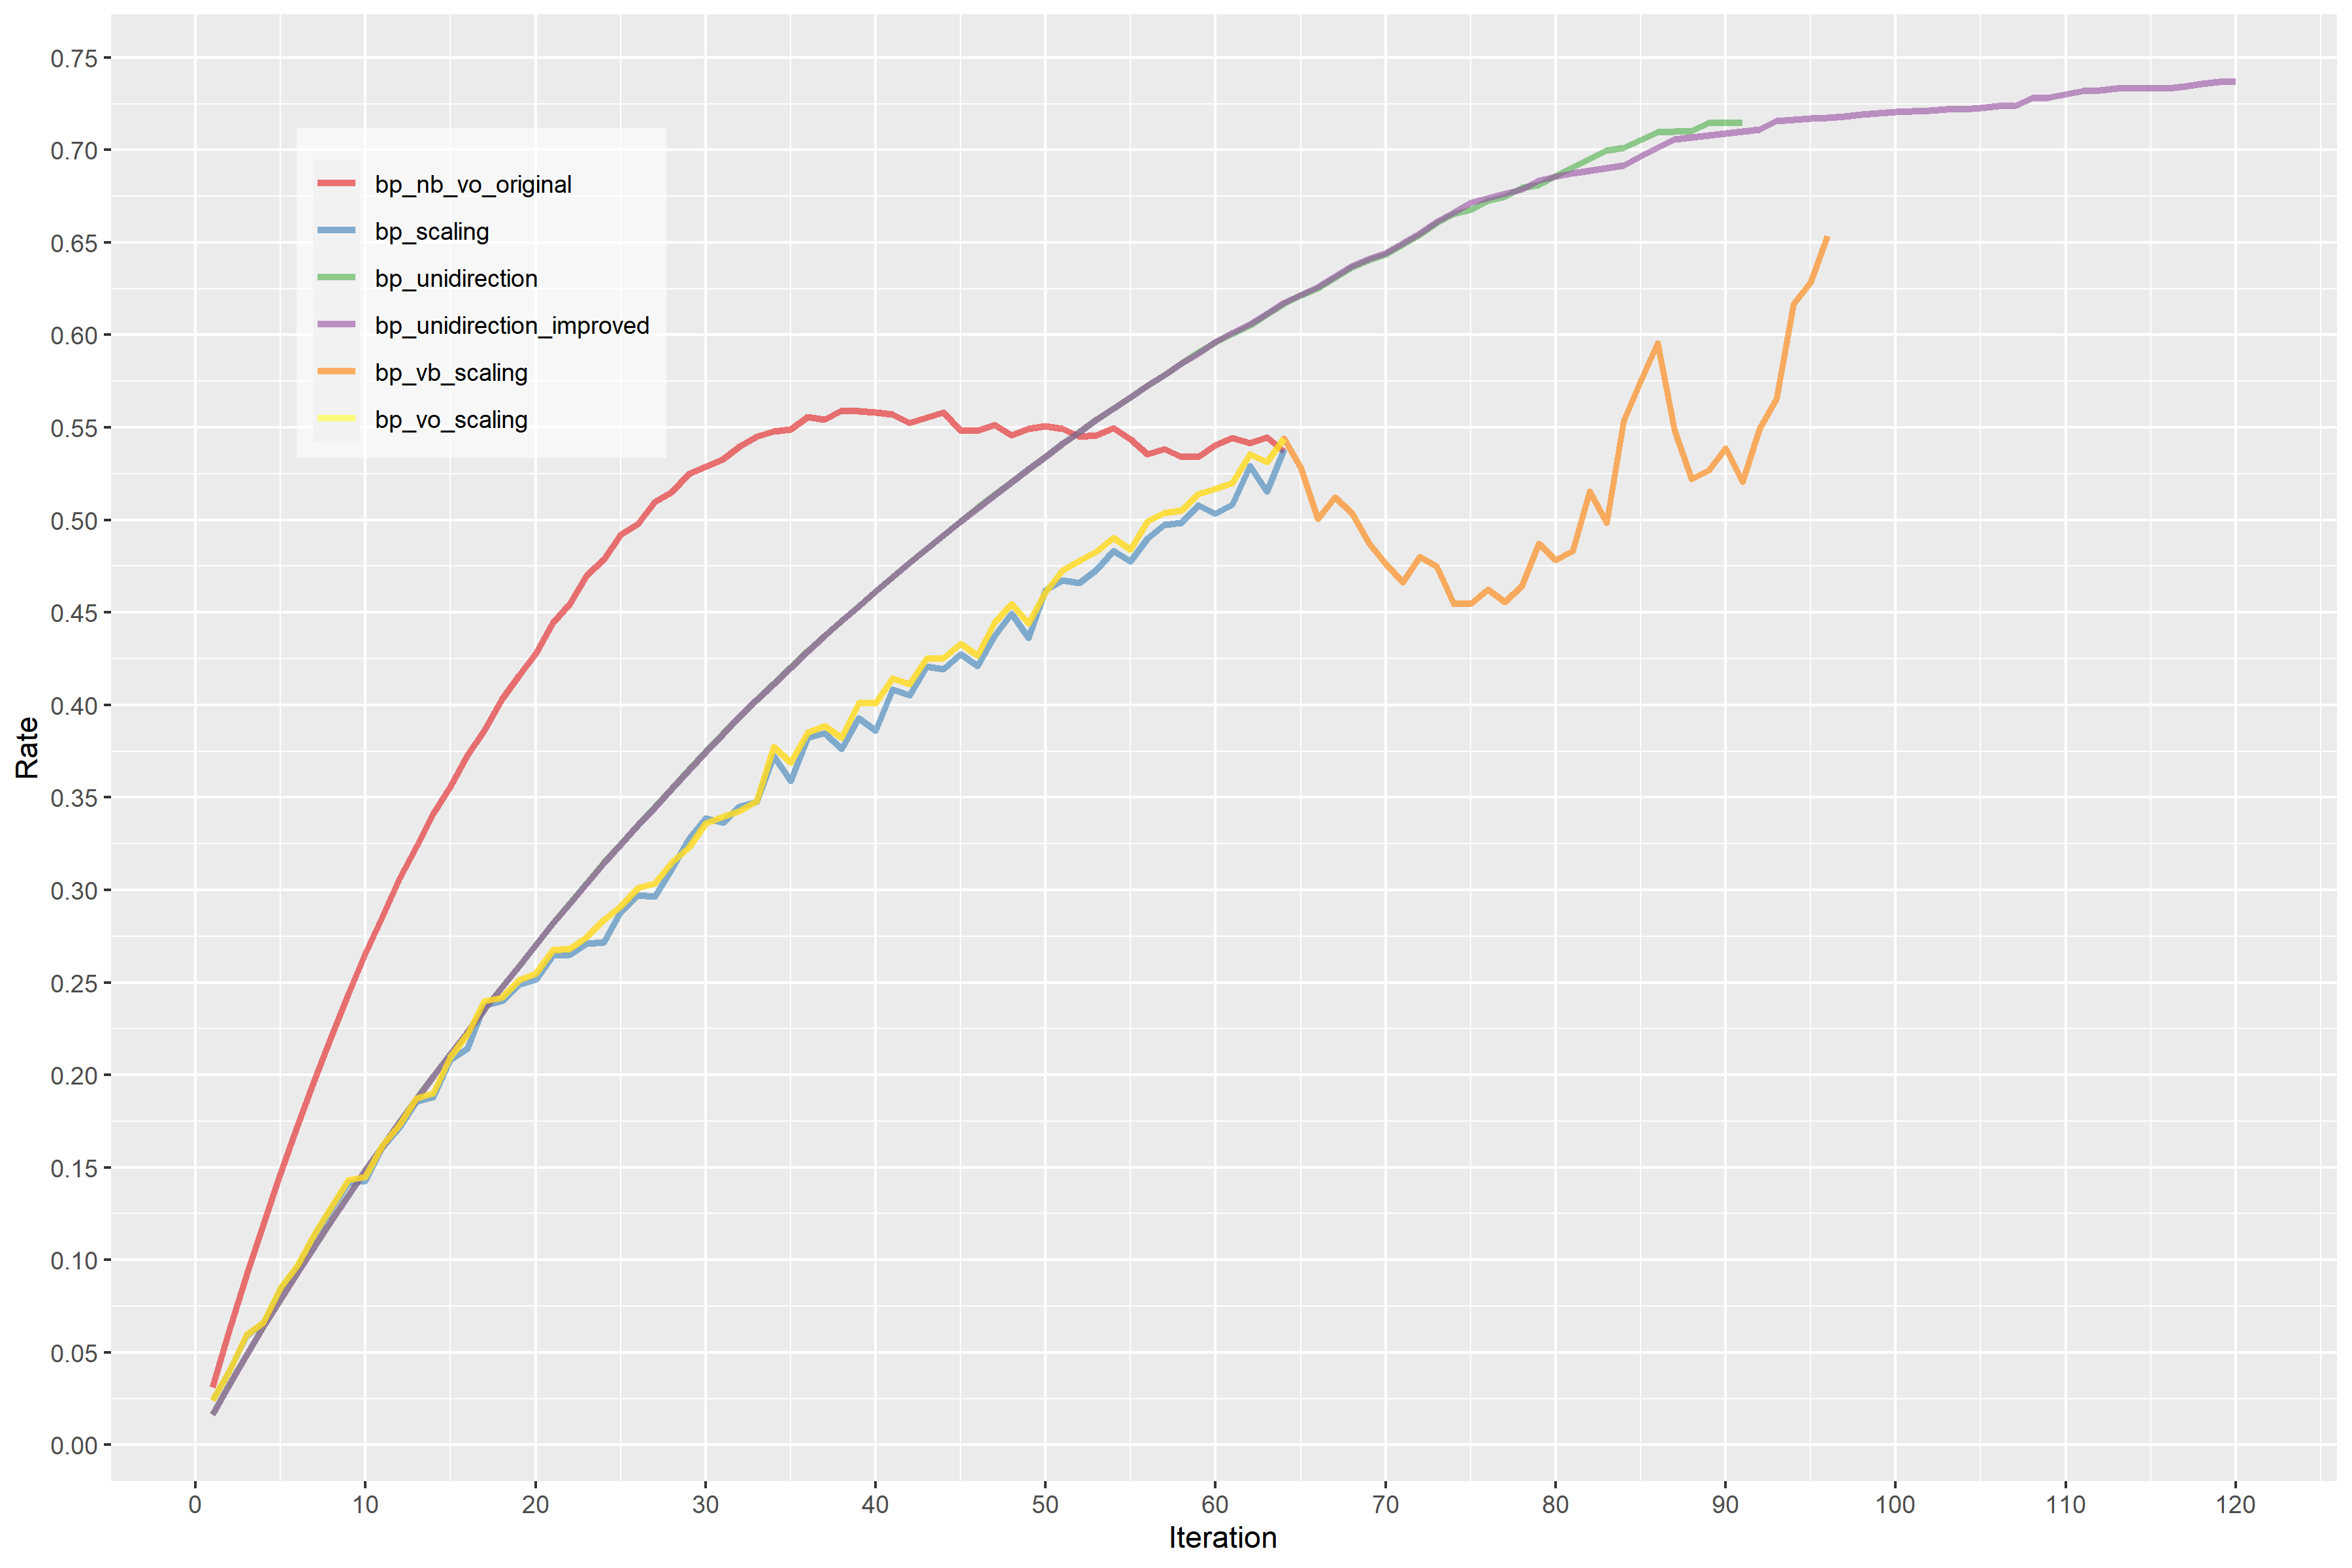 0.75
0.70
0.65
0.60
0.55
0.50
0.45
0.40
0.35
0.30
0.25
0.20
0.15
0.10
0.05
0.00
Rate
bp_nb_vo_original
bp_scaling
bp_unidirection
bp_unidirection_improved
bp_vb_scaling
bp_vo_scaling
0 10 20 30 40 50 60 70 80 90 100 110 120
Iteration